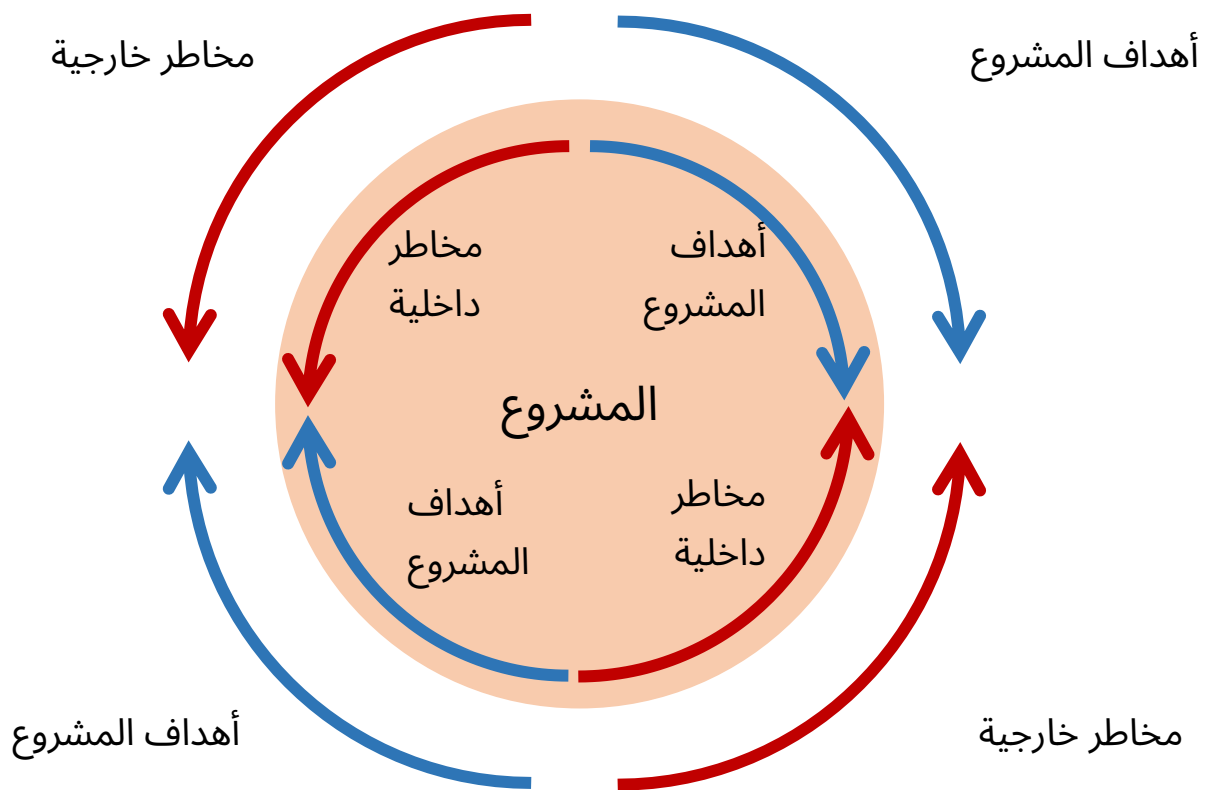 أهداف المشروع
مخاطر خارجية
أهداف
المشروع
مخاطر
داخلية
المشروع
مخاطر
داخلية
أهداف
المشروع
مخاطر خارجية
أهداف المشروع